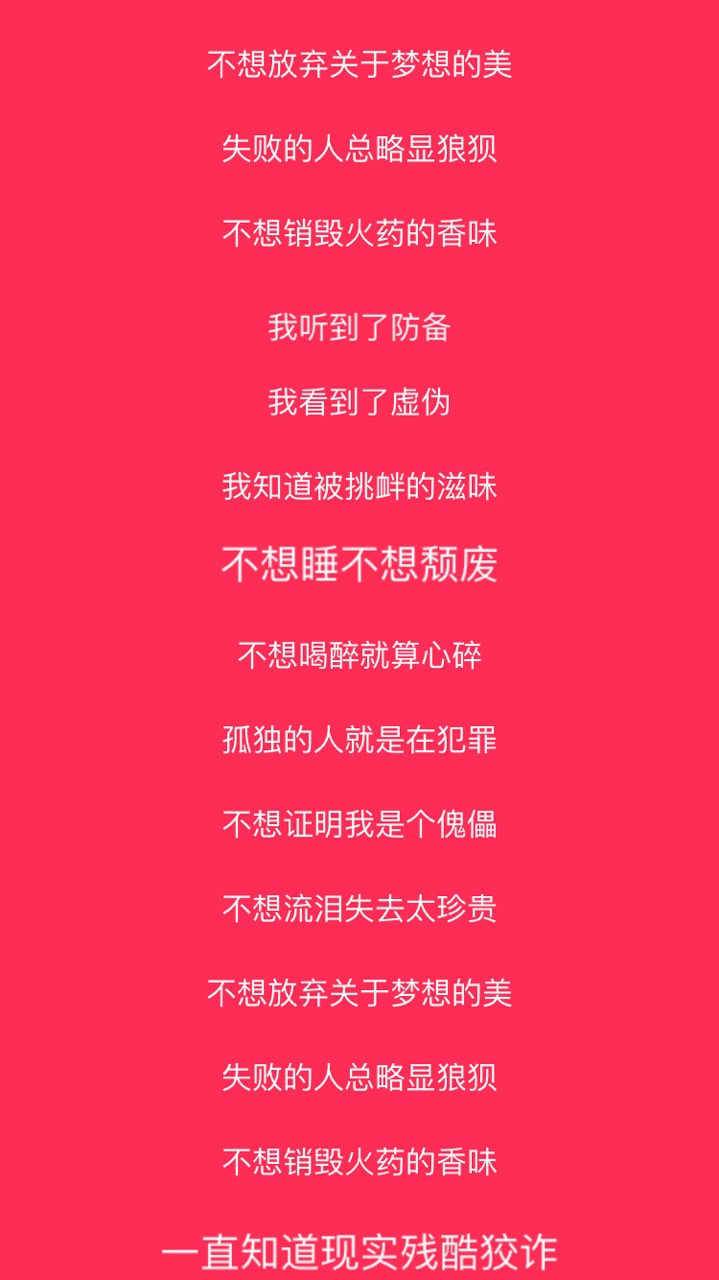 不想放弃关于梦想的美
失败的人总略显狼狈
不想销毁火药的香味
我听到了防备
我看到了虚伪
我知道被挑衅的滋味
不想睡不想颓废
不想喝醉就算心碎
孤独的人就是在犯罪
不想证明我是个傀儡
不想流泪失去太珍贵
不想放弃关于梦想的美
失败的人总略显狼狈
不想销毁火药的香味
一直知道现实残酷狡诈